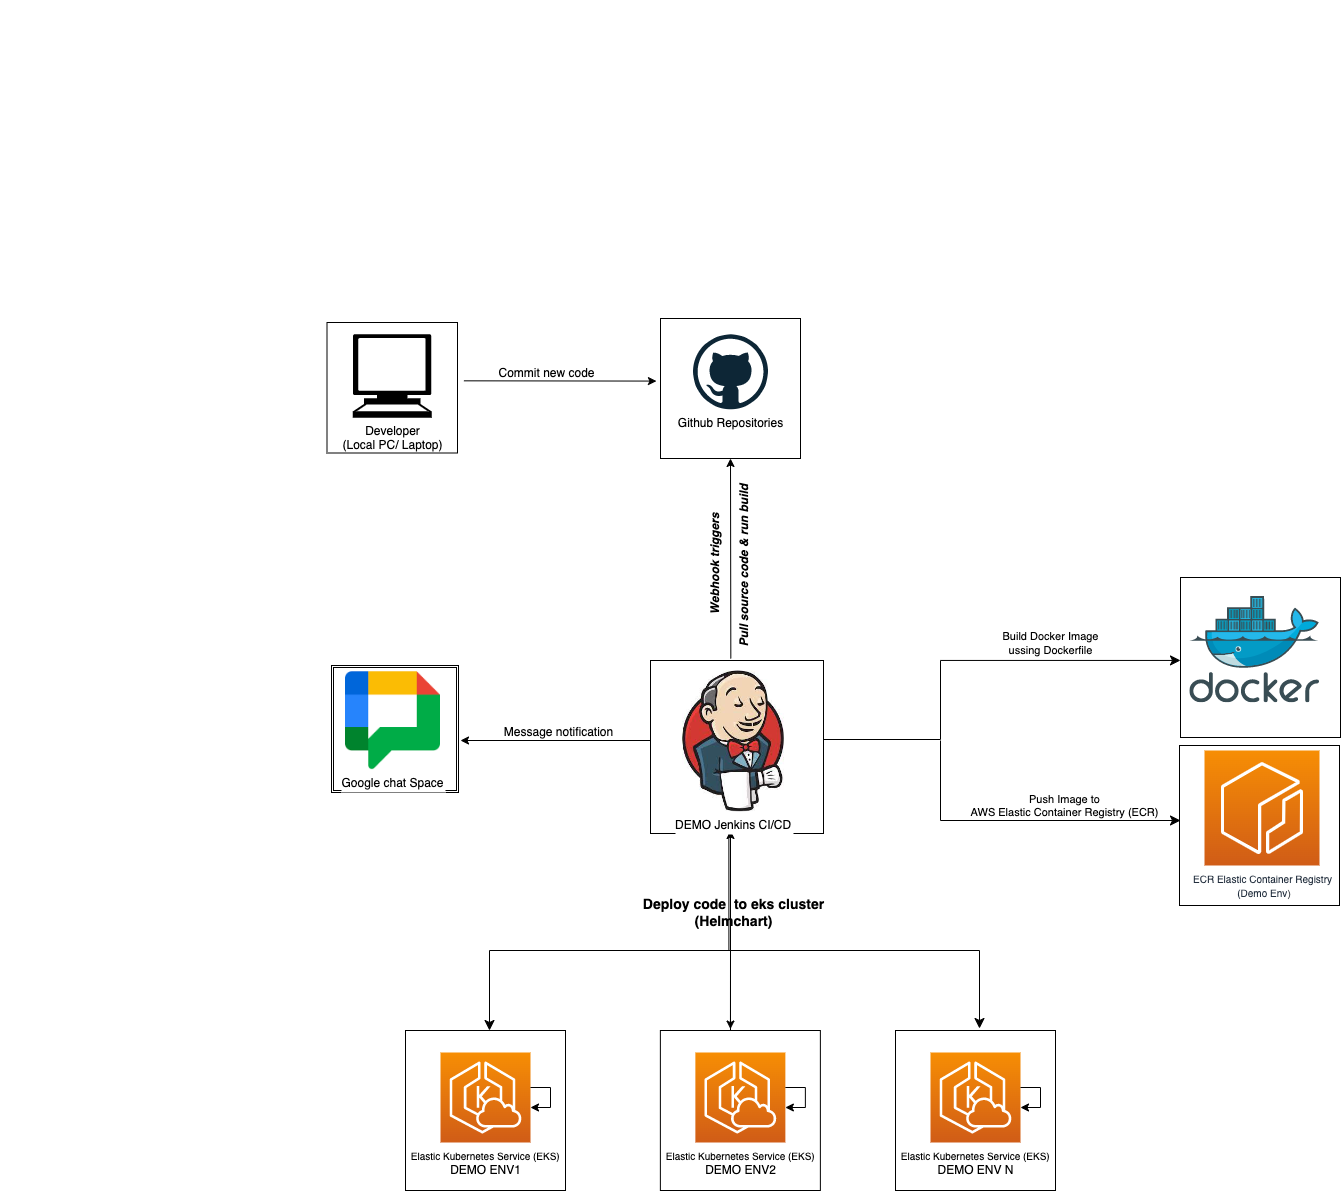 Developer
(Local PC/ Laptop)
Commit new code
Github Repositories
Webhook triggers
Pull source code & run build
Google chat Space
Message notification
DEMO Jenkins CI/CD
Build Docker Image
ussing Dockerfile
docker
Push Image to
AWS Elastic Container Registry (ECR)
ECR Elastic Container Registry
(Demo Env)
Deploy code to eks cluster
(Helmchart)
K
Elastic Kubernetes Service (EKS)
DEMO ENV1
K
Elastic Kubernetes Service (EKS)
DEMO ENV2
K
Elastic Kubernetes Service (EKS)
DEMO ENV N